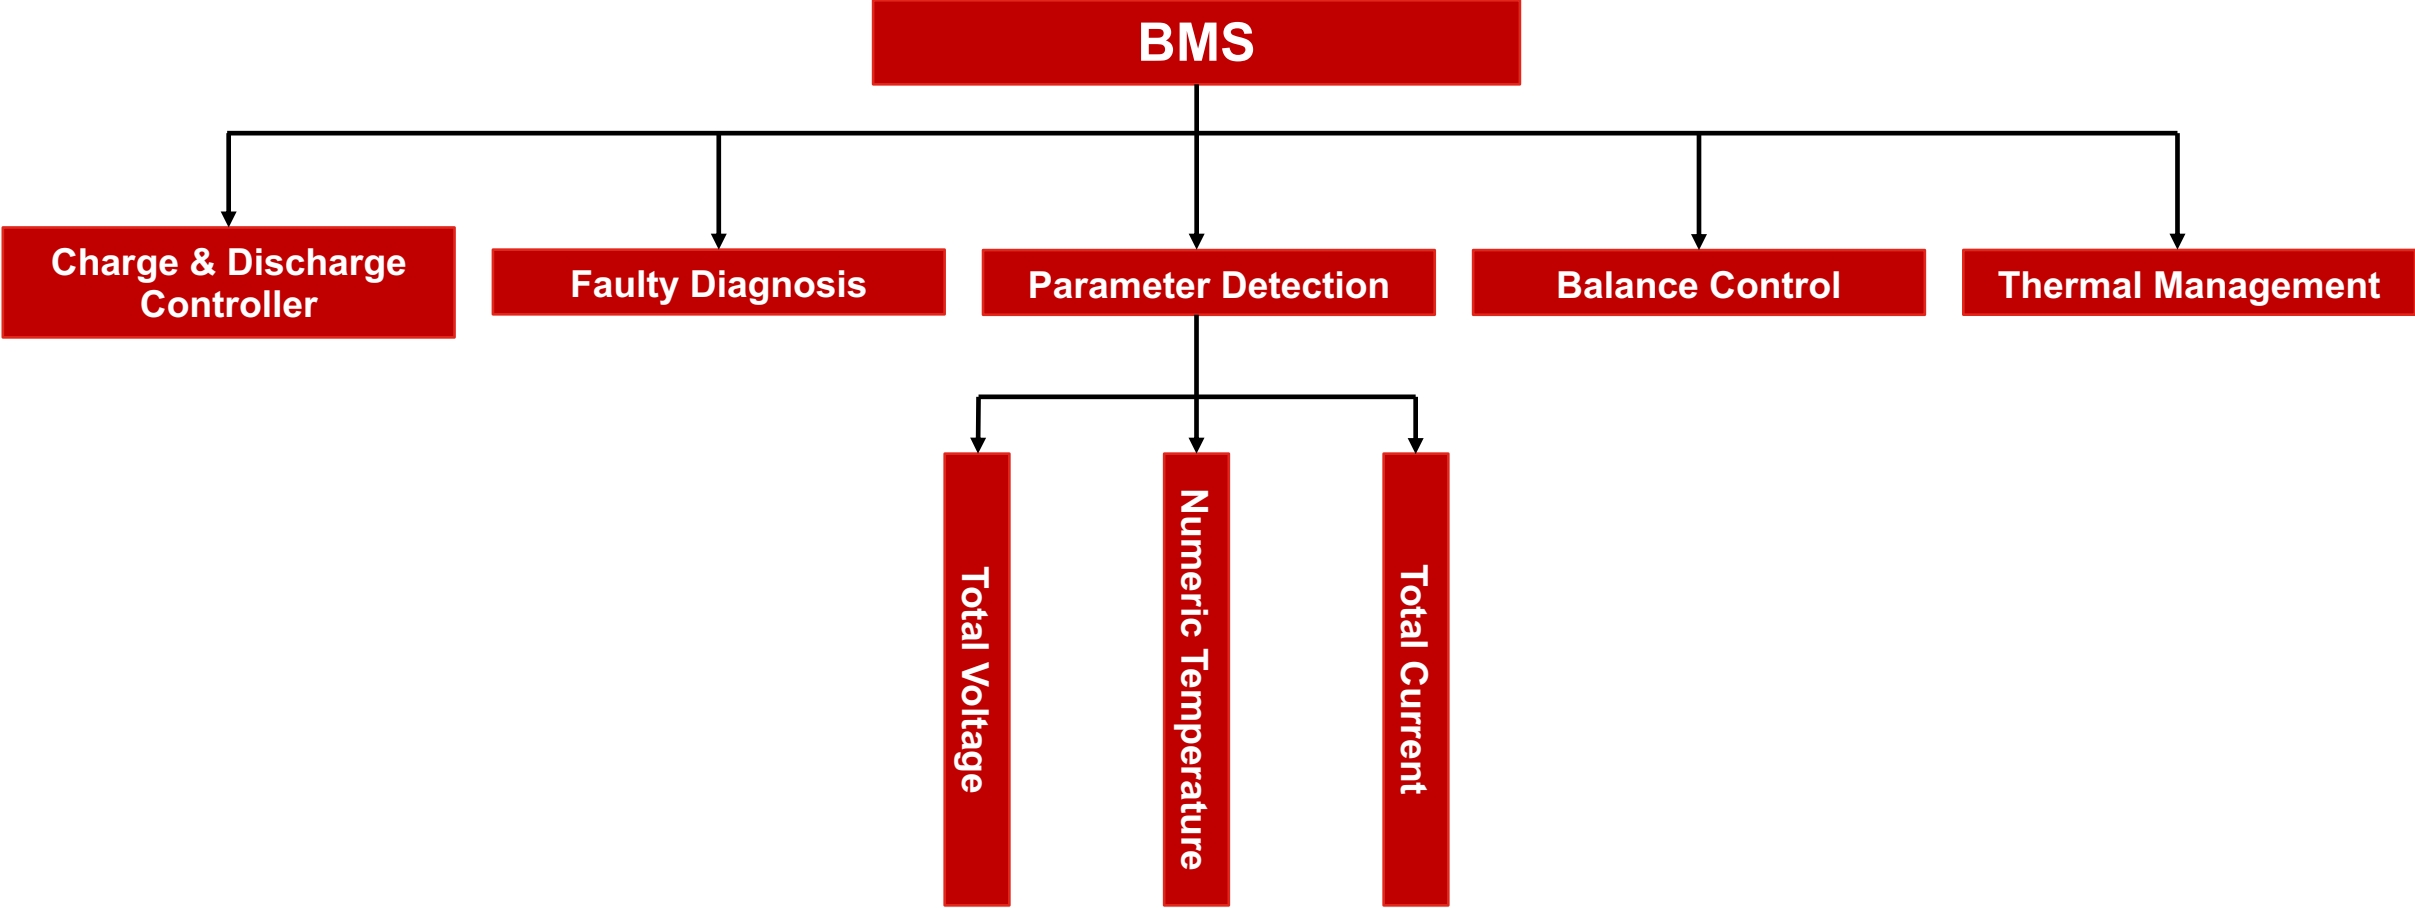 BMS
Charge & Discharge
Controller
Faulty Diagnosis
Parameter Detection
Balance Control
Thermal Management
Total Voltage
Numeric Temperature
Total Current